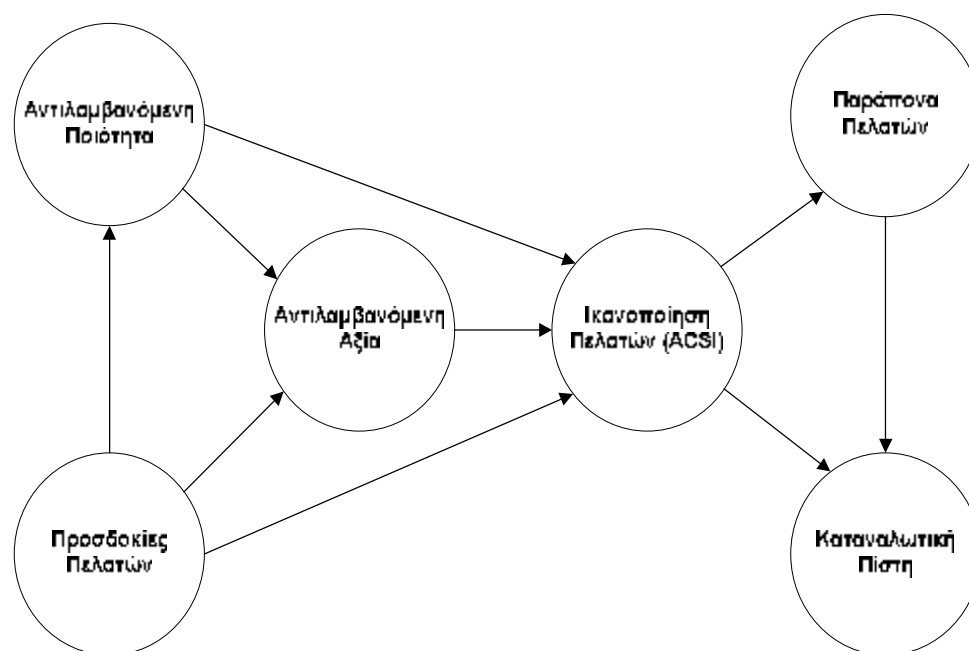 Αντιλαμβανόμενη
Ποιότητα
Παράπονα
Πελατών
Αντιλαμβανόμενη
Αξία
Ικανοποίηση
Πελατών (ACSI)
Προσδοκίες
Πελατών
Καταναλωτική
Πίστη